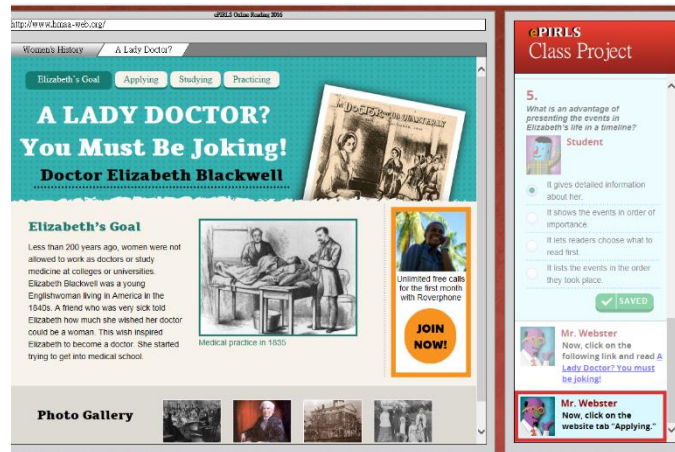 ePIRLS Online Reading 2016
http://www.hmsa-web.org/
Women's History
A Lady Doctor?
Elizabeth's Goal
Applying
Studying
Practicing
A LADY DOCTOR?
You Must Be Joking!
Doctor Elizabeth Blackwell
Elizabeth's Goal
Less than 200 years ago, women were not
allowed to work as doctors or study
medicine at colleges or universities.
Elizabeth Blackwell was a young
Englishwoman living in America in the
1840s. A friend who was very sick told
Elizabeth how much she wished her doctor
could be a woman. This wish inspired
Elizabeth to become a doctor. She started
trying to get into medical school.
Medical practice in 1835
Unlimited free calls
for the first month
with Roverphone
JOIN
NOW!
Photo Gallery
ePIRLS
Class Project
5.
What is an advantage of
presenting the events in
Elizabeth's life in a timeline?
Student
It gives detailed information
about her.
It shows the events in order of
importance.
It lets readers choose what to
read first.
It lists the events in the order
they took place.
SAVED
Mr. Webster
Now, click on the
following link and read A
Lady Doctor? You must
be joking!
Mr. Webster
Now, click on the
website tab "Applying."